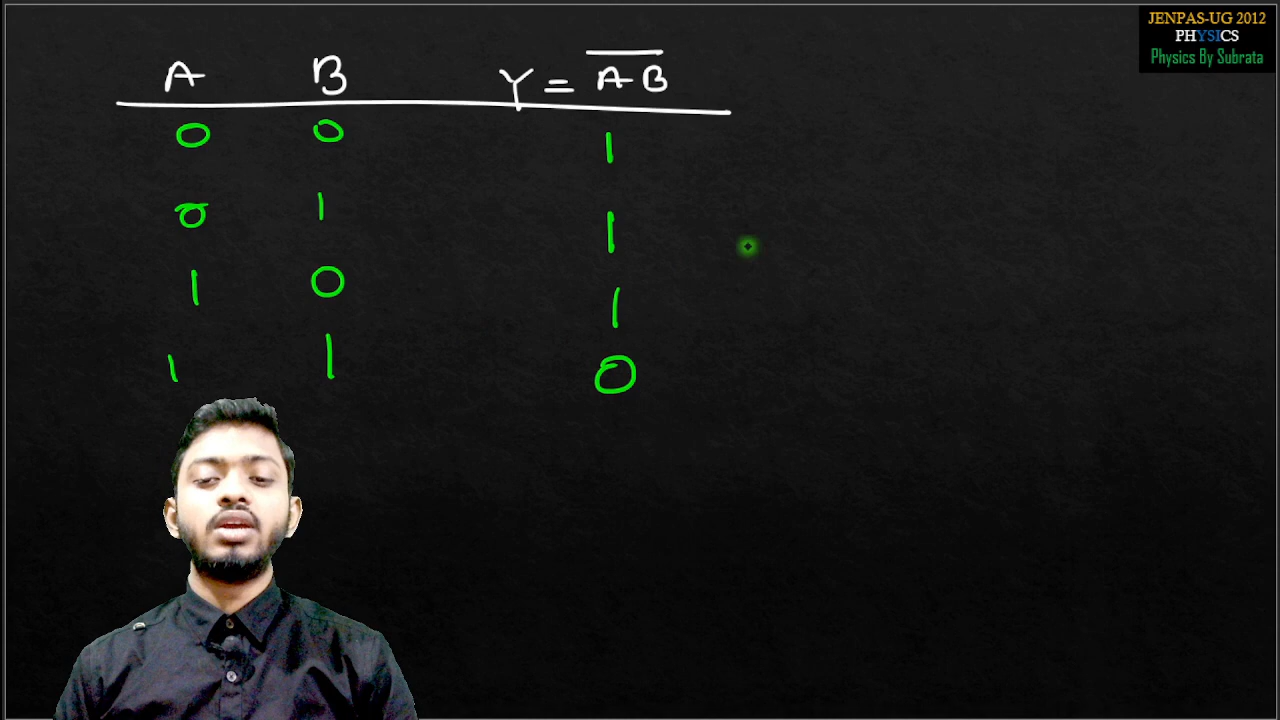 JENPAS-UG 2012
PHYSICS
Physics By Subrata
A B Y = \overline{AB}
0 0 1
0 1 1
1 0 1
1 1 0